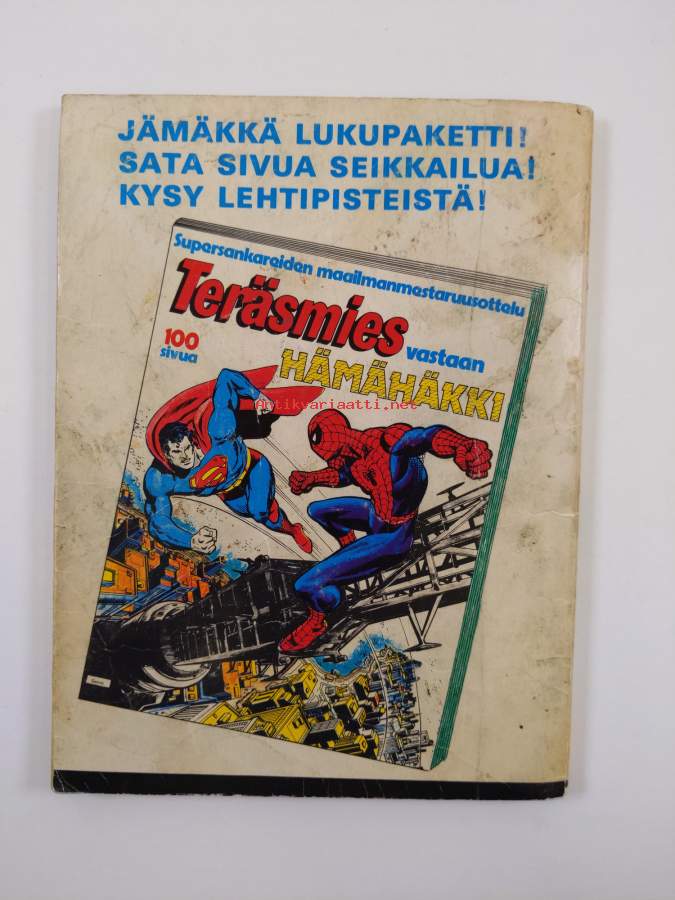 JÄMÄKKÄ LUKUPAKETTI!
SATA SIVUA SEIKKAILUA!
KYSY LEHTIPISTEISTÄ!
Supersankareiden maailmanmestaruusottelu
Teräsmies
vastaan
100
sivua
HÄMÄHÄKKI
Antikvariaatti.net
S